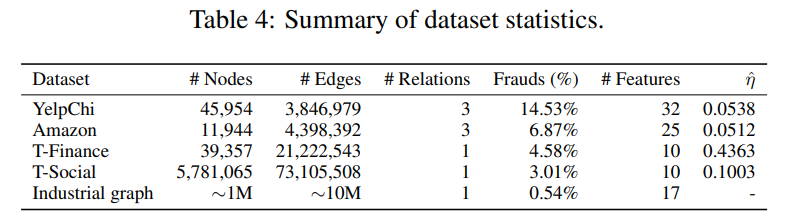 Table 4: Summary of dataset statistics.
Dataset # Nodes # Edges # Relations Frauds (%) # Features η̂
YelpChi 45,954 3,846,979 3 14.53% 32 0.0538
Amazon 11,944 4,398,392 3 6.87% 25 0.0512
T-Finance 39,357 21,222,543 1 4.58% 10 0.4363
T-Social 5,781,065 73,105,508 1 3.01% 10 0.1003
Industrial graph ∼1M ∼10M 1 0.54% 17 -